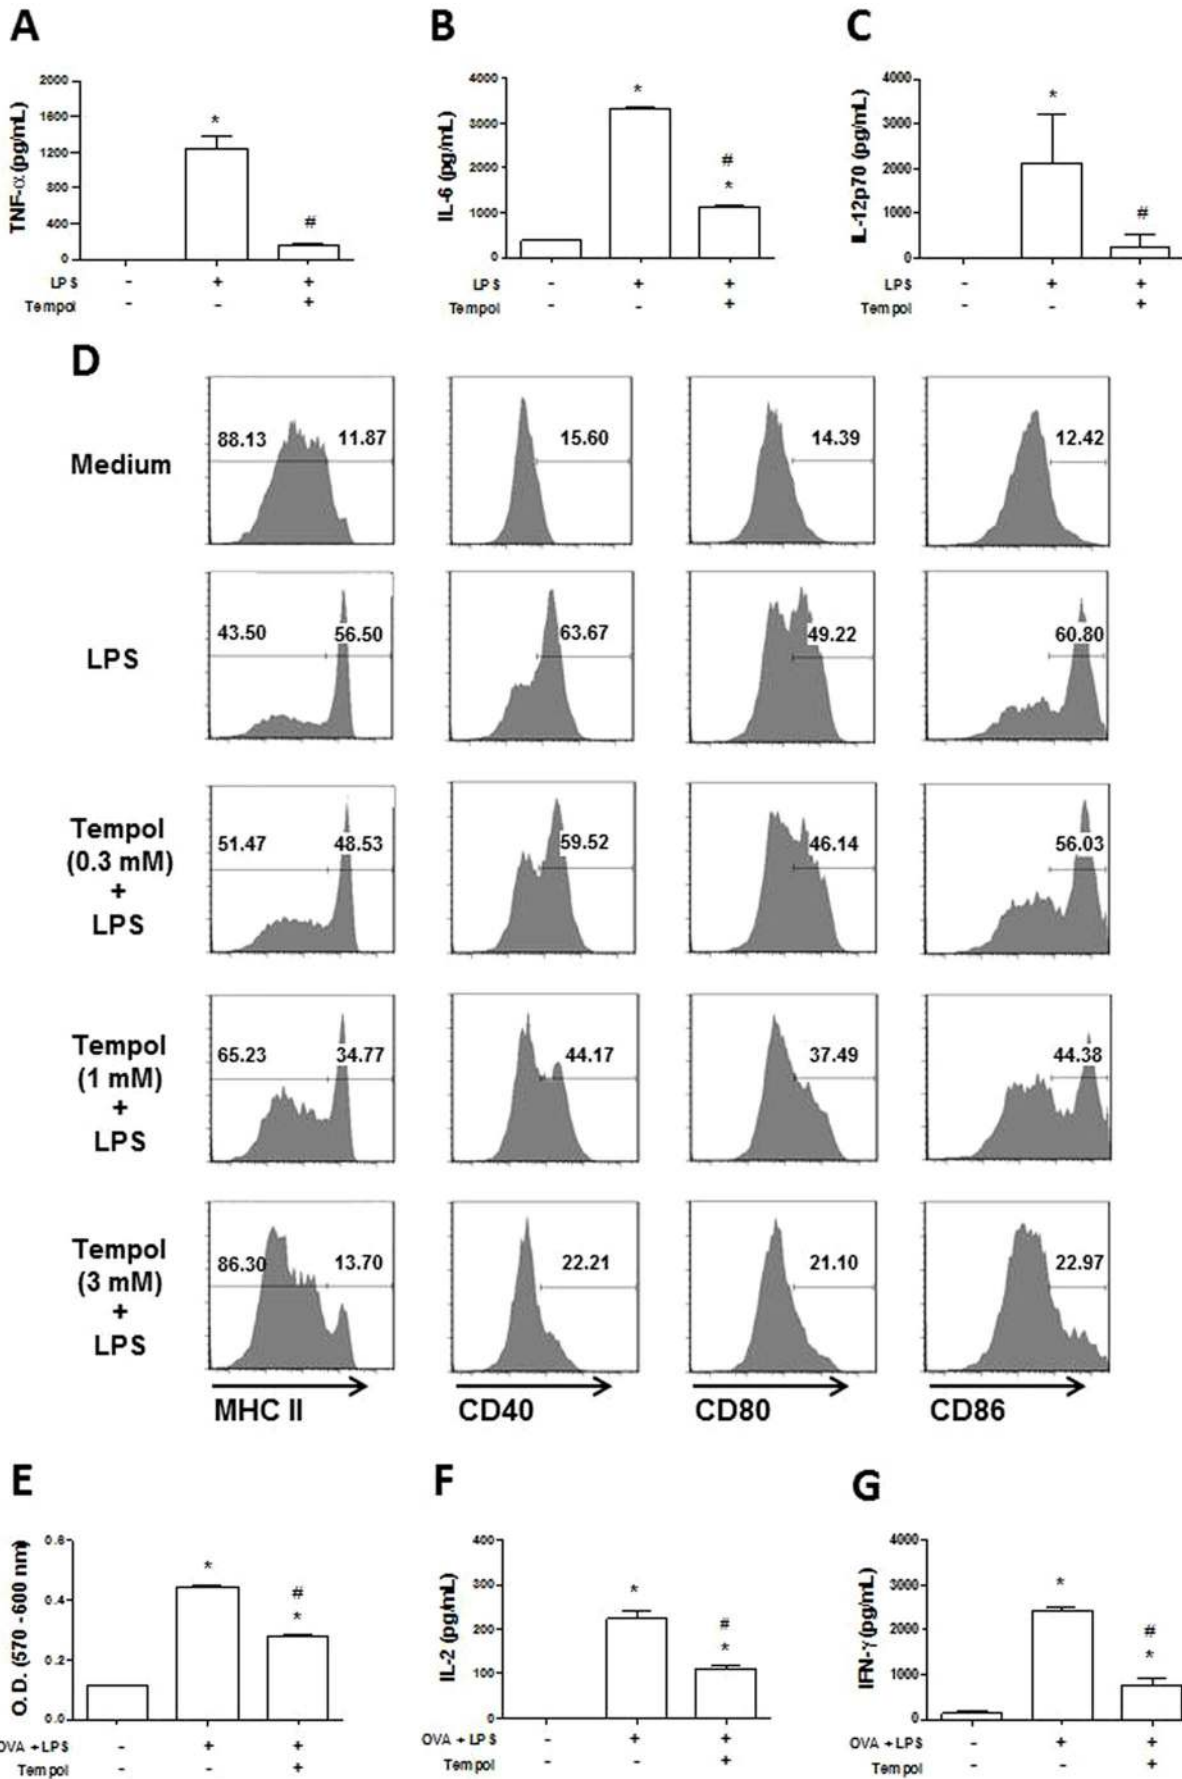 A B C
TNF-α (pg/mL)
2000
1600
1200
800
400
0
* #
LPS - + +
Tempol - - +
IL-6 (pg/mL)
4000
3000
2000
1000
0
* # *
LPS - + +
Tempol - - +
IL-12p70 (pg/mL)
4000
3000
2000
1000
0
* #
LPS - + +
Tempol - - +
D
Medium
88.13 11.87 15.60 14.39 12.42
LPS
43.50 56.50 63.67 49.22 60.80
Tempol
(0.3 mM)
+
LPS
51.47 48.53 59.52 46.14 56.03
Tempol
(1 mM)
+
LPS
65.23 34.77 44.17 37.49 44.38
Tempol
(3 mM)
+
LPS
86.30 13.70 22.21 21.10 22.97
MHC II CD40 CD80 CD86
E F G
O.D. (570 - 600 nm)
0.6
0.4
0.2
0.0
* # *
OVA + LPS - + +
Tempol - - +
IL-2 (pg/mL)
400
300
200
100
0
* # *
OVA + LPS - + +
Tempol - - +
IFN-γ (pg/mL)
4000
3000
2000
1000
0
* # *
OVA + LPS - + +
Tempol - - +